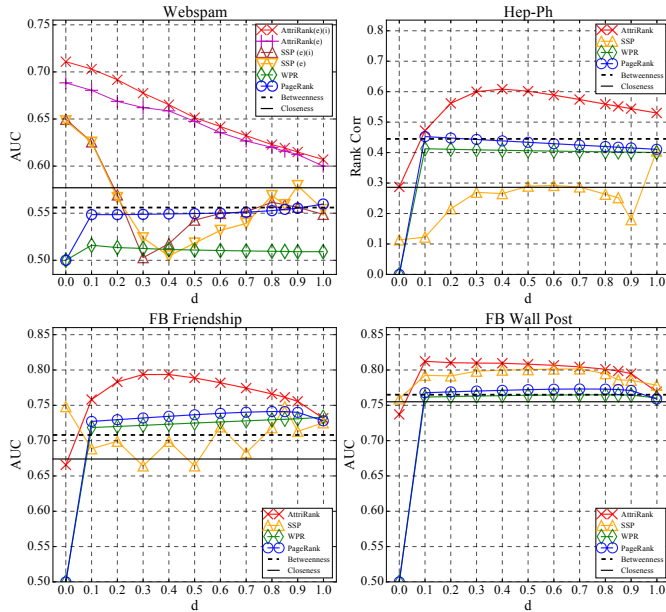 Webspam
0.75
0.70
0.65
0.60
0.55
0.50
AUC
0.0 0.1 0.2 0.3 0.4 0.5 0.6 0.7 0.8 0.9 1.0
d
AttriRank(e)(i)
AttriRank(e)
SSP (e)(i)
SSP (e)
WPR
PageRank
Betweenness
Closeness
Hep-Ph
0.8
0.7
0.6
0.5
0.4
0.3
0.2
0.1
0.0
Rank Corr
0.0 0.1 0.2 0.3 0.4 0.5 0.6 0.7 0.8 0.9 1.0
d
AttriRank
SSP
WPR
PageRank
Betweenness
Closeness
FB Friendship
0.85
0.80
0.75
0.70
0.65
0.60
0.55
0.50
AUC
0.0 0.1 0.2 0.3 0.4 0.5 0.6 0.7 0.8 0.9 1.0
d
AttriRank
SSP
WPR
PageRank
Betweenness
Closeness
FB Wall Post
0.85
0.80
0.75
0.70
0.65
0.60
0.55
0.50
AUC
0.0 0.1 0.2 0.3 0.4 0.5 0.6 0.7 0.8 0.9 1.0
d
AttriRank
SSP
WPR
PageRank
Betweenness
Closeness